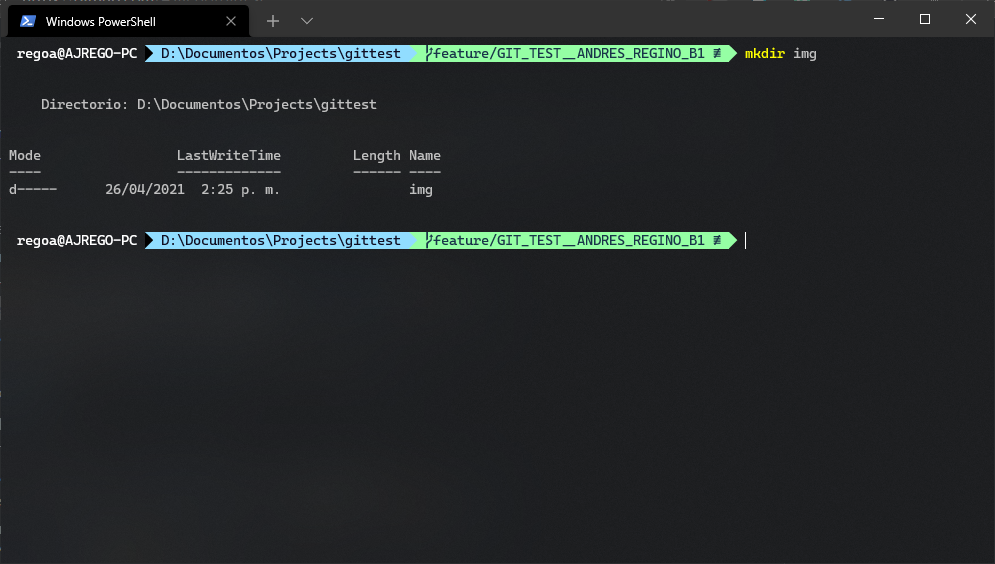 Windows PowerShell
regoa@AJREGO-PC D:\Documentos\Projects\gittest feature/GIT_TEST__ANDRES_REGINO_B1 ≢ mkdir img
Directorio: D:\Documentos\Projects\gittest
Mode                 LastWriteTime         Length Name
----                 -------------         ------ ----
d-----      26/04/2021  2:25 p. m.                img
regoa@AJREGO-PC D:\Documentos\Projects\gittest feature/GIT_TEST__ANDRES_REGINO_B1 ≢